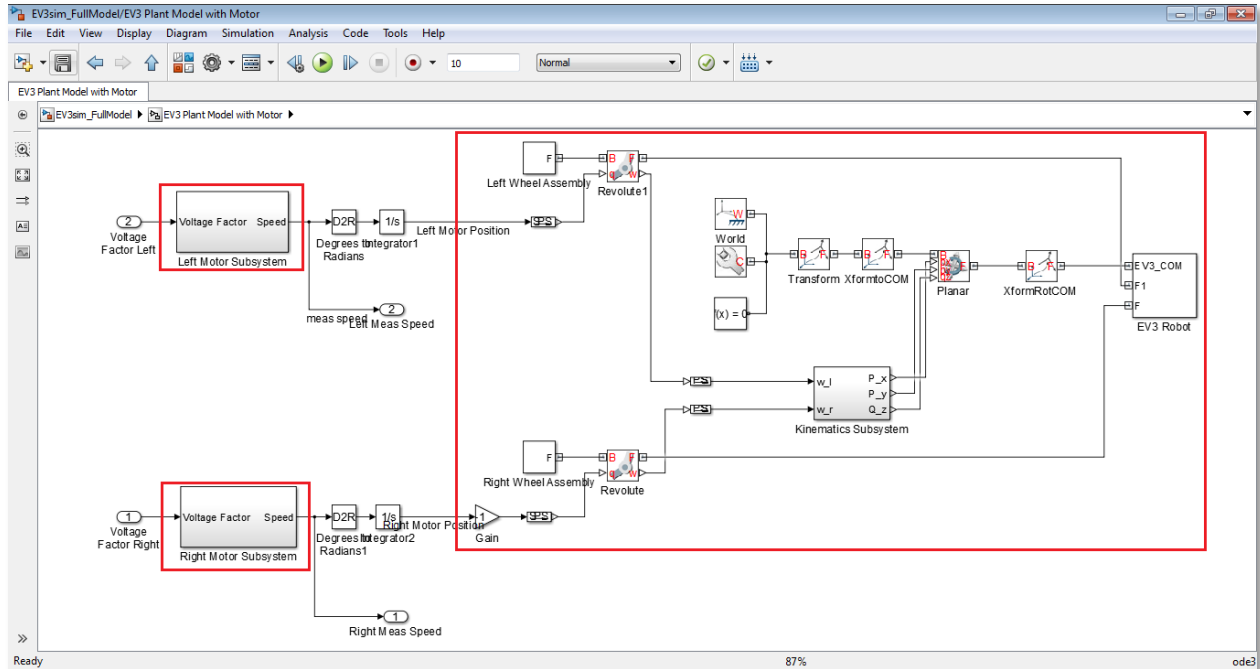 EV3sim_FullModel/EV3 Plant Model with Motor
File Edit View Display Diagram Simulation Analysis Code Tools Help
10
Normal
EV3 Plant Model with Motor
EV3sim_FullModel
EV3 Plant Model with Motor
2
Voltage
Factor Left
Voltage Factor Speed
Left Motor Subsystem
D2R
Degrees to
Radians
1/s
Integrator1
Left Motor Position
meas speed
2
Left Meas Speed
F
Left Wheel Assembly
B F
q w
Revolute1
W
World
C
f(x) = 0
B F
Transform
B F
XformtoCOM
Planar
B F
XformRotCOM
EV3_COM
F1
F
EV3 Robot
w_l
w_r
P_x
P_y
Q_z
Kinematics Subsystem
F
Right Wheel Assembly
B F
q w
Revolute
1
Voltage
Factor Right
Voltage Factor Speed
Right Motor Subsystem
D2R
Degrees to
Radians1
1/s
Integrator2
Right Motor Position
-1
Gain
1
Right Meas Speed
Ready
87%
ode3